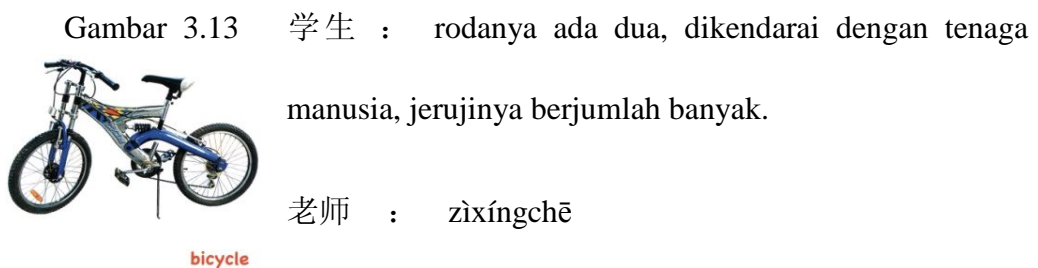 Gambar 3.13 学生 : rodanya ada dua, dikendarai dengan tenaga
manusia, jerujinya berjumlah banyak.
老师 : zìxíngchē
bicycle